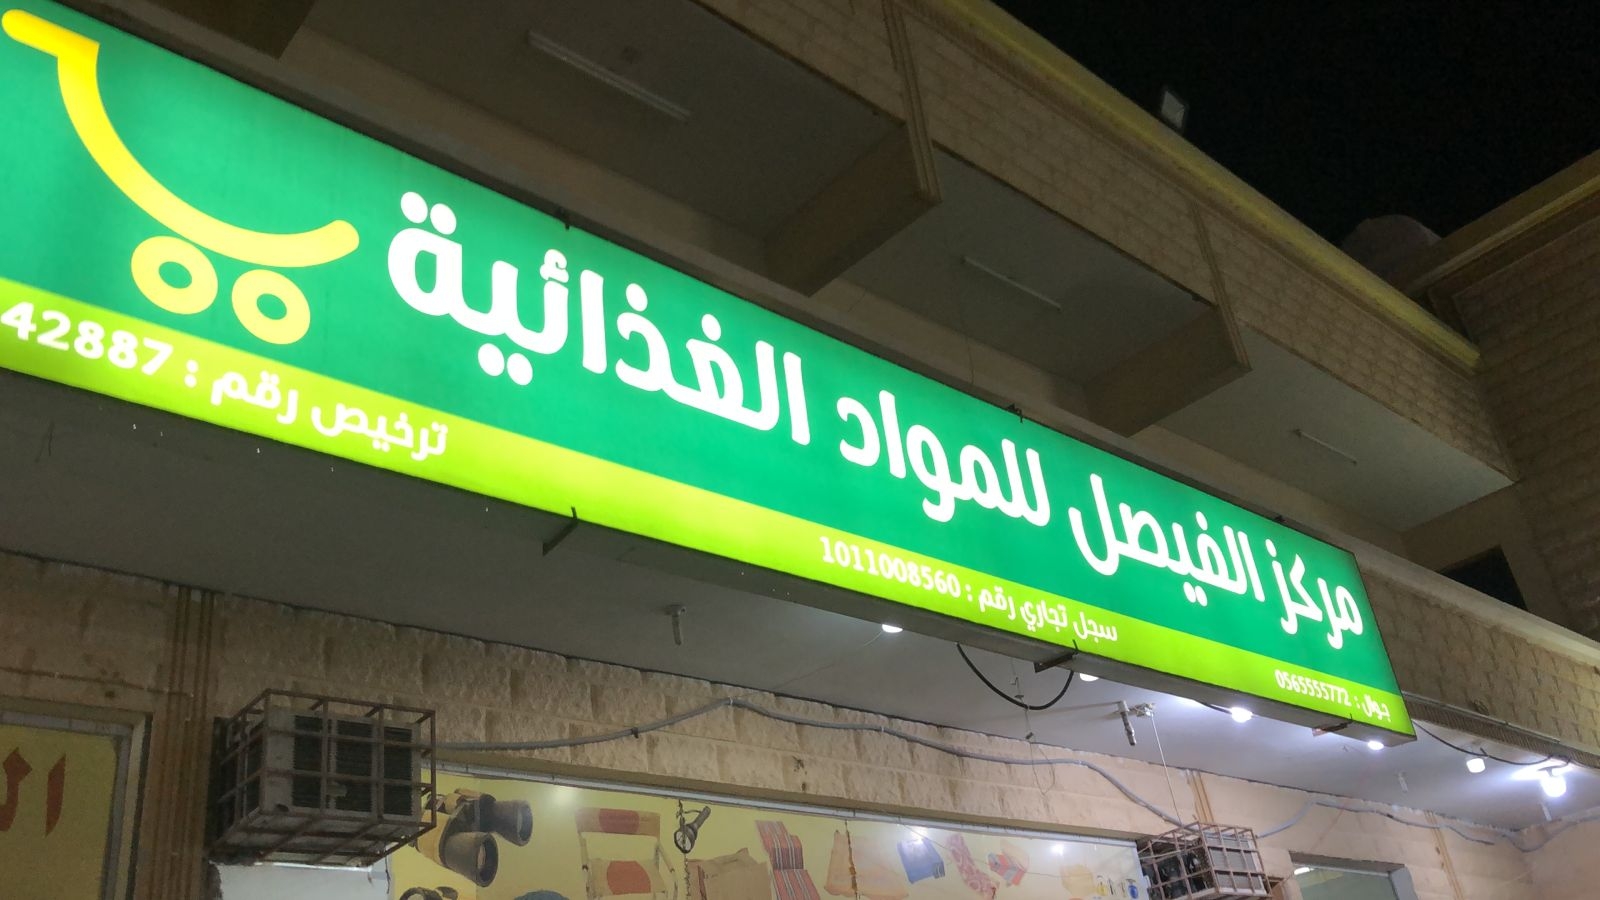 مركز الفيصل للمواد الغذائية
جوال : 0565555772
سجل تجاري رقم : 1011008560
ترخيص رقم : 42887